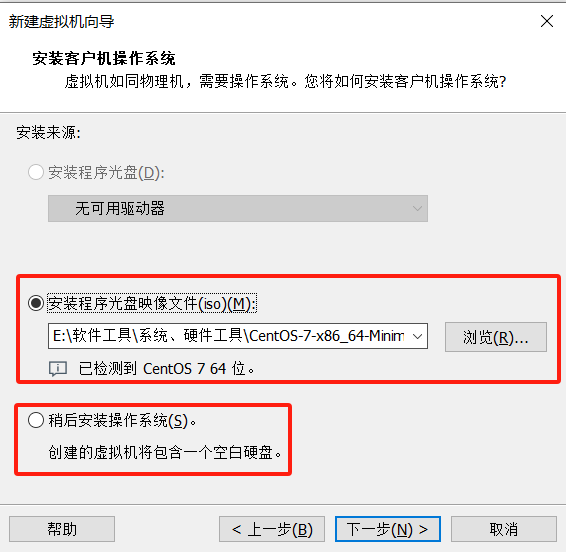 新建虚拟机向导
安装客户机操作系统
虚拟机如同物理机，需要操作系统。您将如何安装客户机操作系统?
安装来源:
安装程序光盘(D):
无可用驱动器
安装程序光盘映像文件(iso)(M):
E:\软件工具\系统、硬件工具\CentOS-7-x86_64-Minim
浏览(R)...
已检测到 CentOS 7 64 位。
稍后安装操作系统(S)。
创建的虚拟机将包含一个空白硬盘。
帮助
< 上一步(B)
下一步(N) >
取消